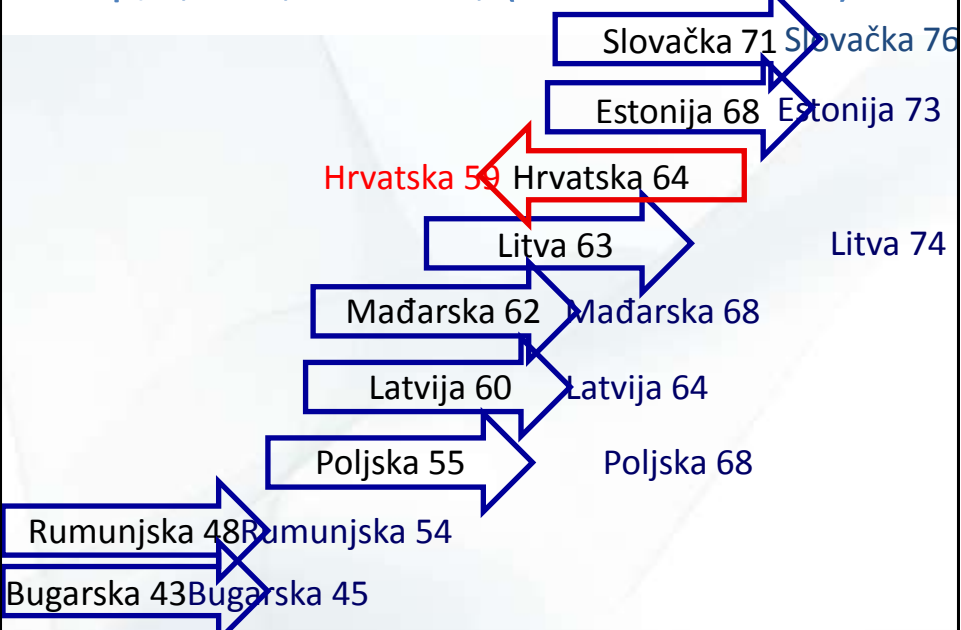 Slovačka 71 Slovačka 76
Estonija 68 Estonija 73
Hrvatska 59 Hrvatska 64
Litva 63 Litva 74
Mađarska 62 Mađarska 68
Latvija 60 Latvija 64
Poljska 55 Poljska 68
Rumunjska 48 Rumunjska 54
Bugarska 43 Bugarska 45